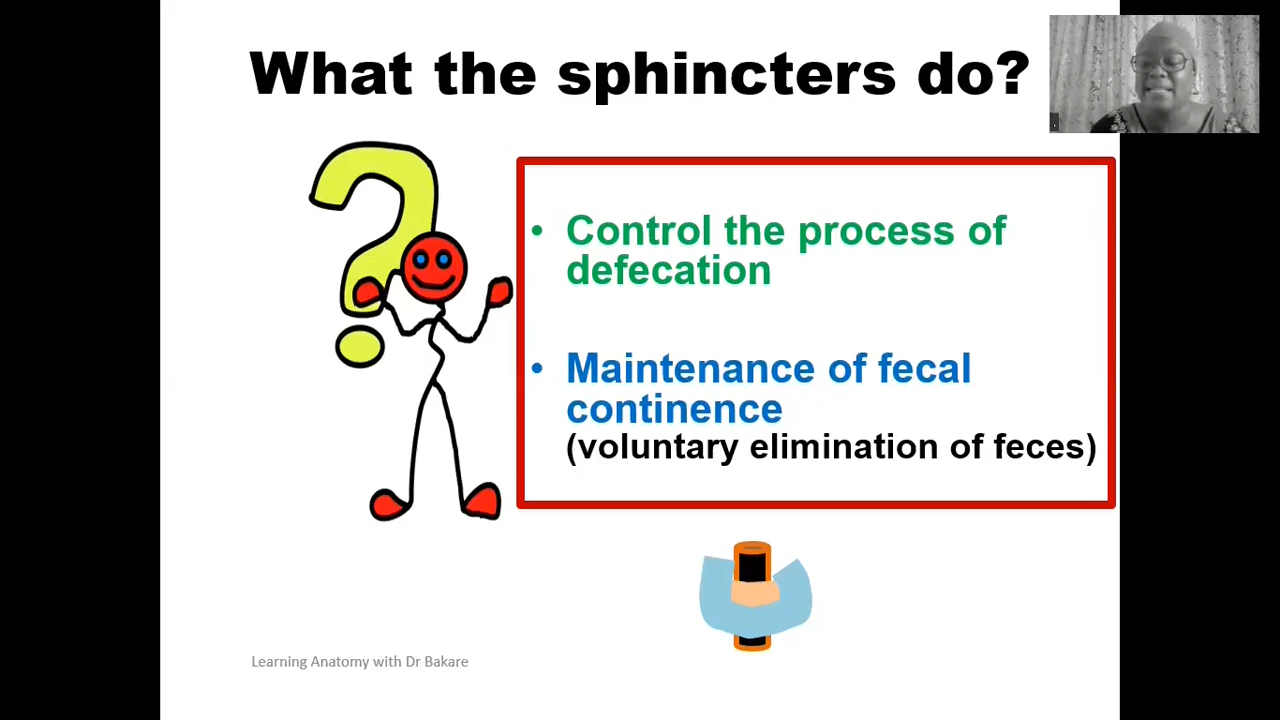 What the sphincters do?
• Control the process of
defecation
• Maintenance of fecal
continence
(voluntary elimination of feces)
Learning Anatomy with Dr Bakare